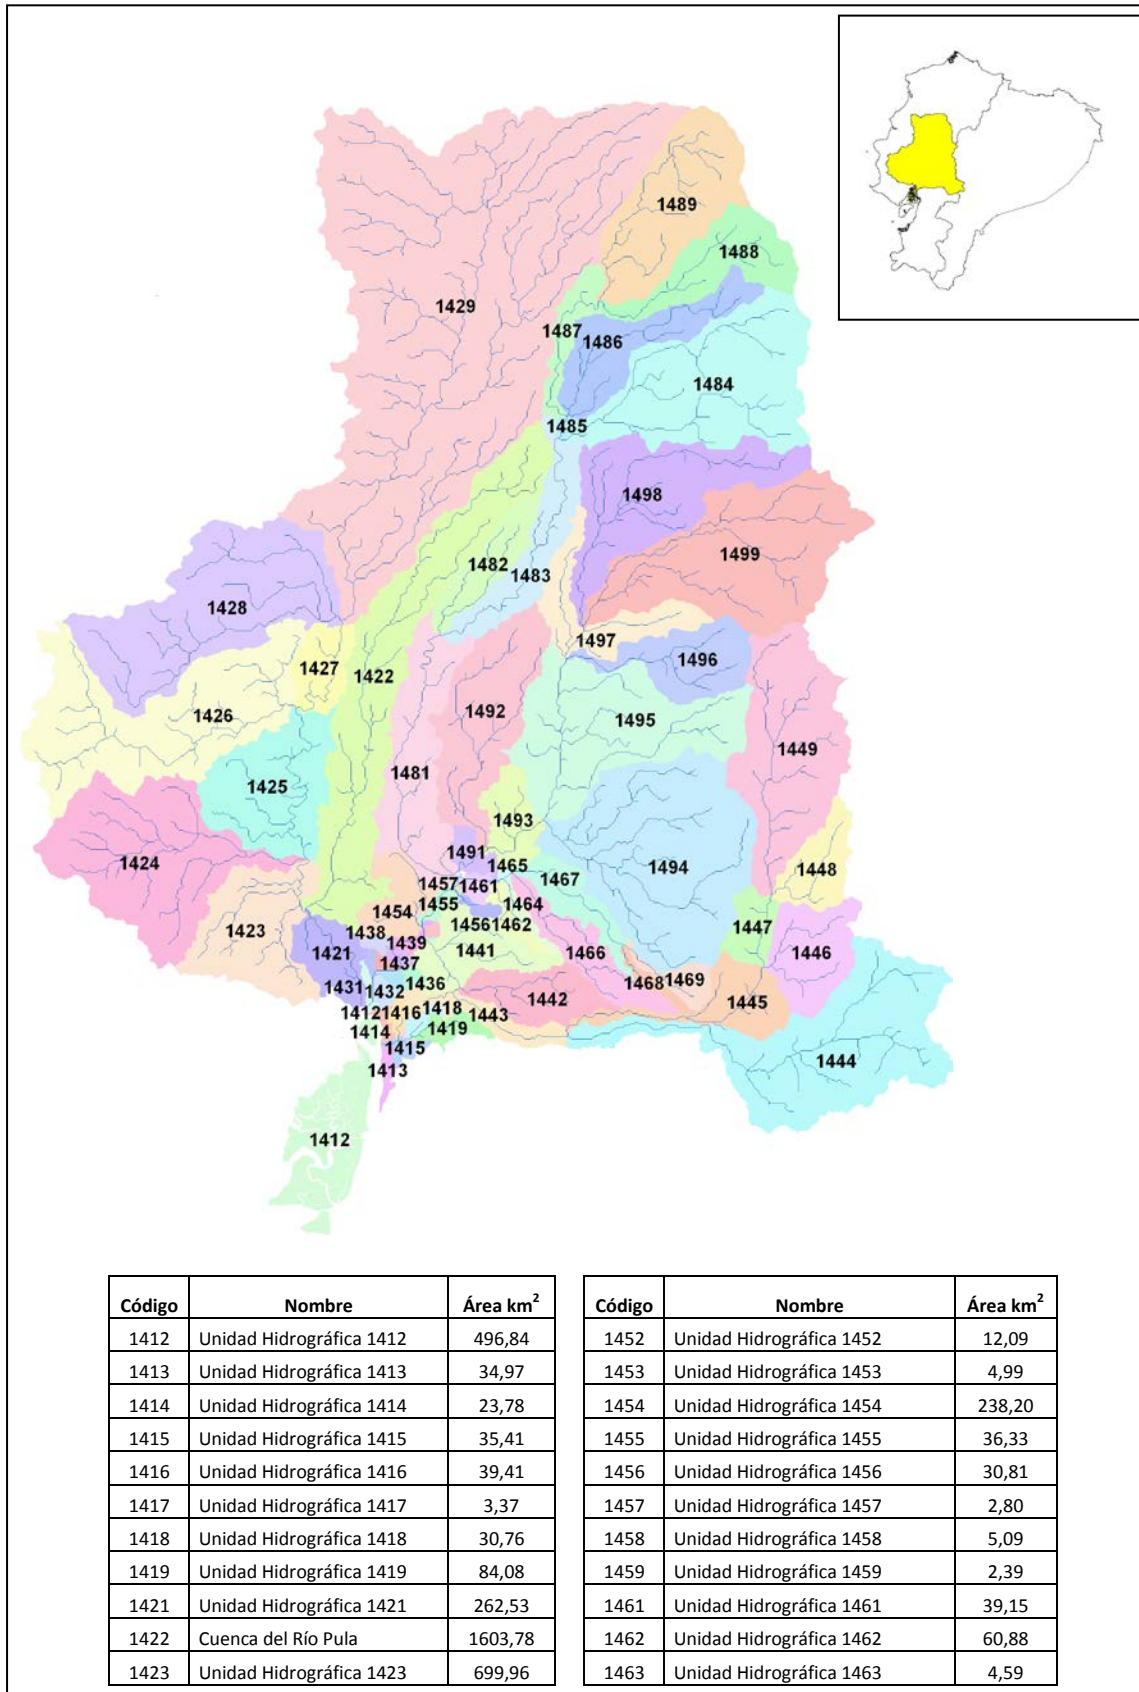 1489
1488
1429
1487
1486
1484
1485
1498
1482
1483
1499
1428
1497
1427
1422
1496
1426
1492
1495
1449
1481
1425
1493
1491
1465
1424
1494
1448
1457
1461
1467
1455
1464
1454
1423
1438
1456
1462
1447
1421
1439
1441
1466
1446
1437
1431
1432
1436
1468
1469
1442
1445
1412
1416
1418
1443
1414
1419
1415
1413
1444
1412
Código Nombre Área km²
1412 Unidad Hidrográfica 1412 496,84
1413 Unidad Hidrográfica 1413 34,97
1414 Unidad Hidrográfica 1414 23,78
1415 Unidad Hidrográfica 1415 35,41
1416 Unidad Hidrográfica 1416 39,41
1417 Unidad Hidrográfica 1417 3,37
1418 Unidad Hidrográfica 1418 30,76
1419 Unidad Hidrográfica 1419 84,08
1421 Unidad Hidrográfica 1421 262,53
1422 Cuenca del Río Pula 1603,78
1423 Unidad Hidrográfica 1423 699,96
Código Nombre Área km²
1452 Unidad Hidrográfica 1452 12,09
1453 Unidad Hidrográfica 1453 4,99
1454 Unidad Hidrográfica 1454 238,20
1455 Unidad Hidrográfica 1455 36,33
1456 Unidad Hidrográfica 1456 30,81
1457 Unidad Hidrográfica 1457 2,80
1458 Unidad Hidrográfica 1458 5,09
1459 Unidad Hidrográfica 1459 2,39
1461 Unidad Hidrográfica 1461 39,15
1462 Unidad Hidrográfica 1462 60,88
1463 Unidad Hidrográfica 1463 4,59